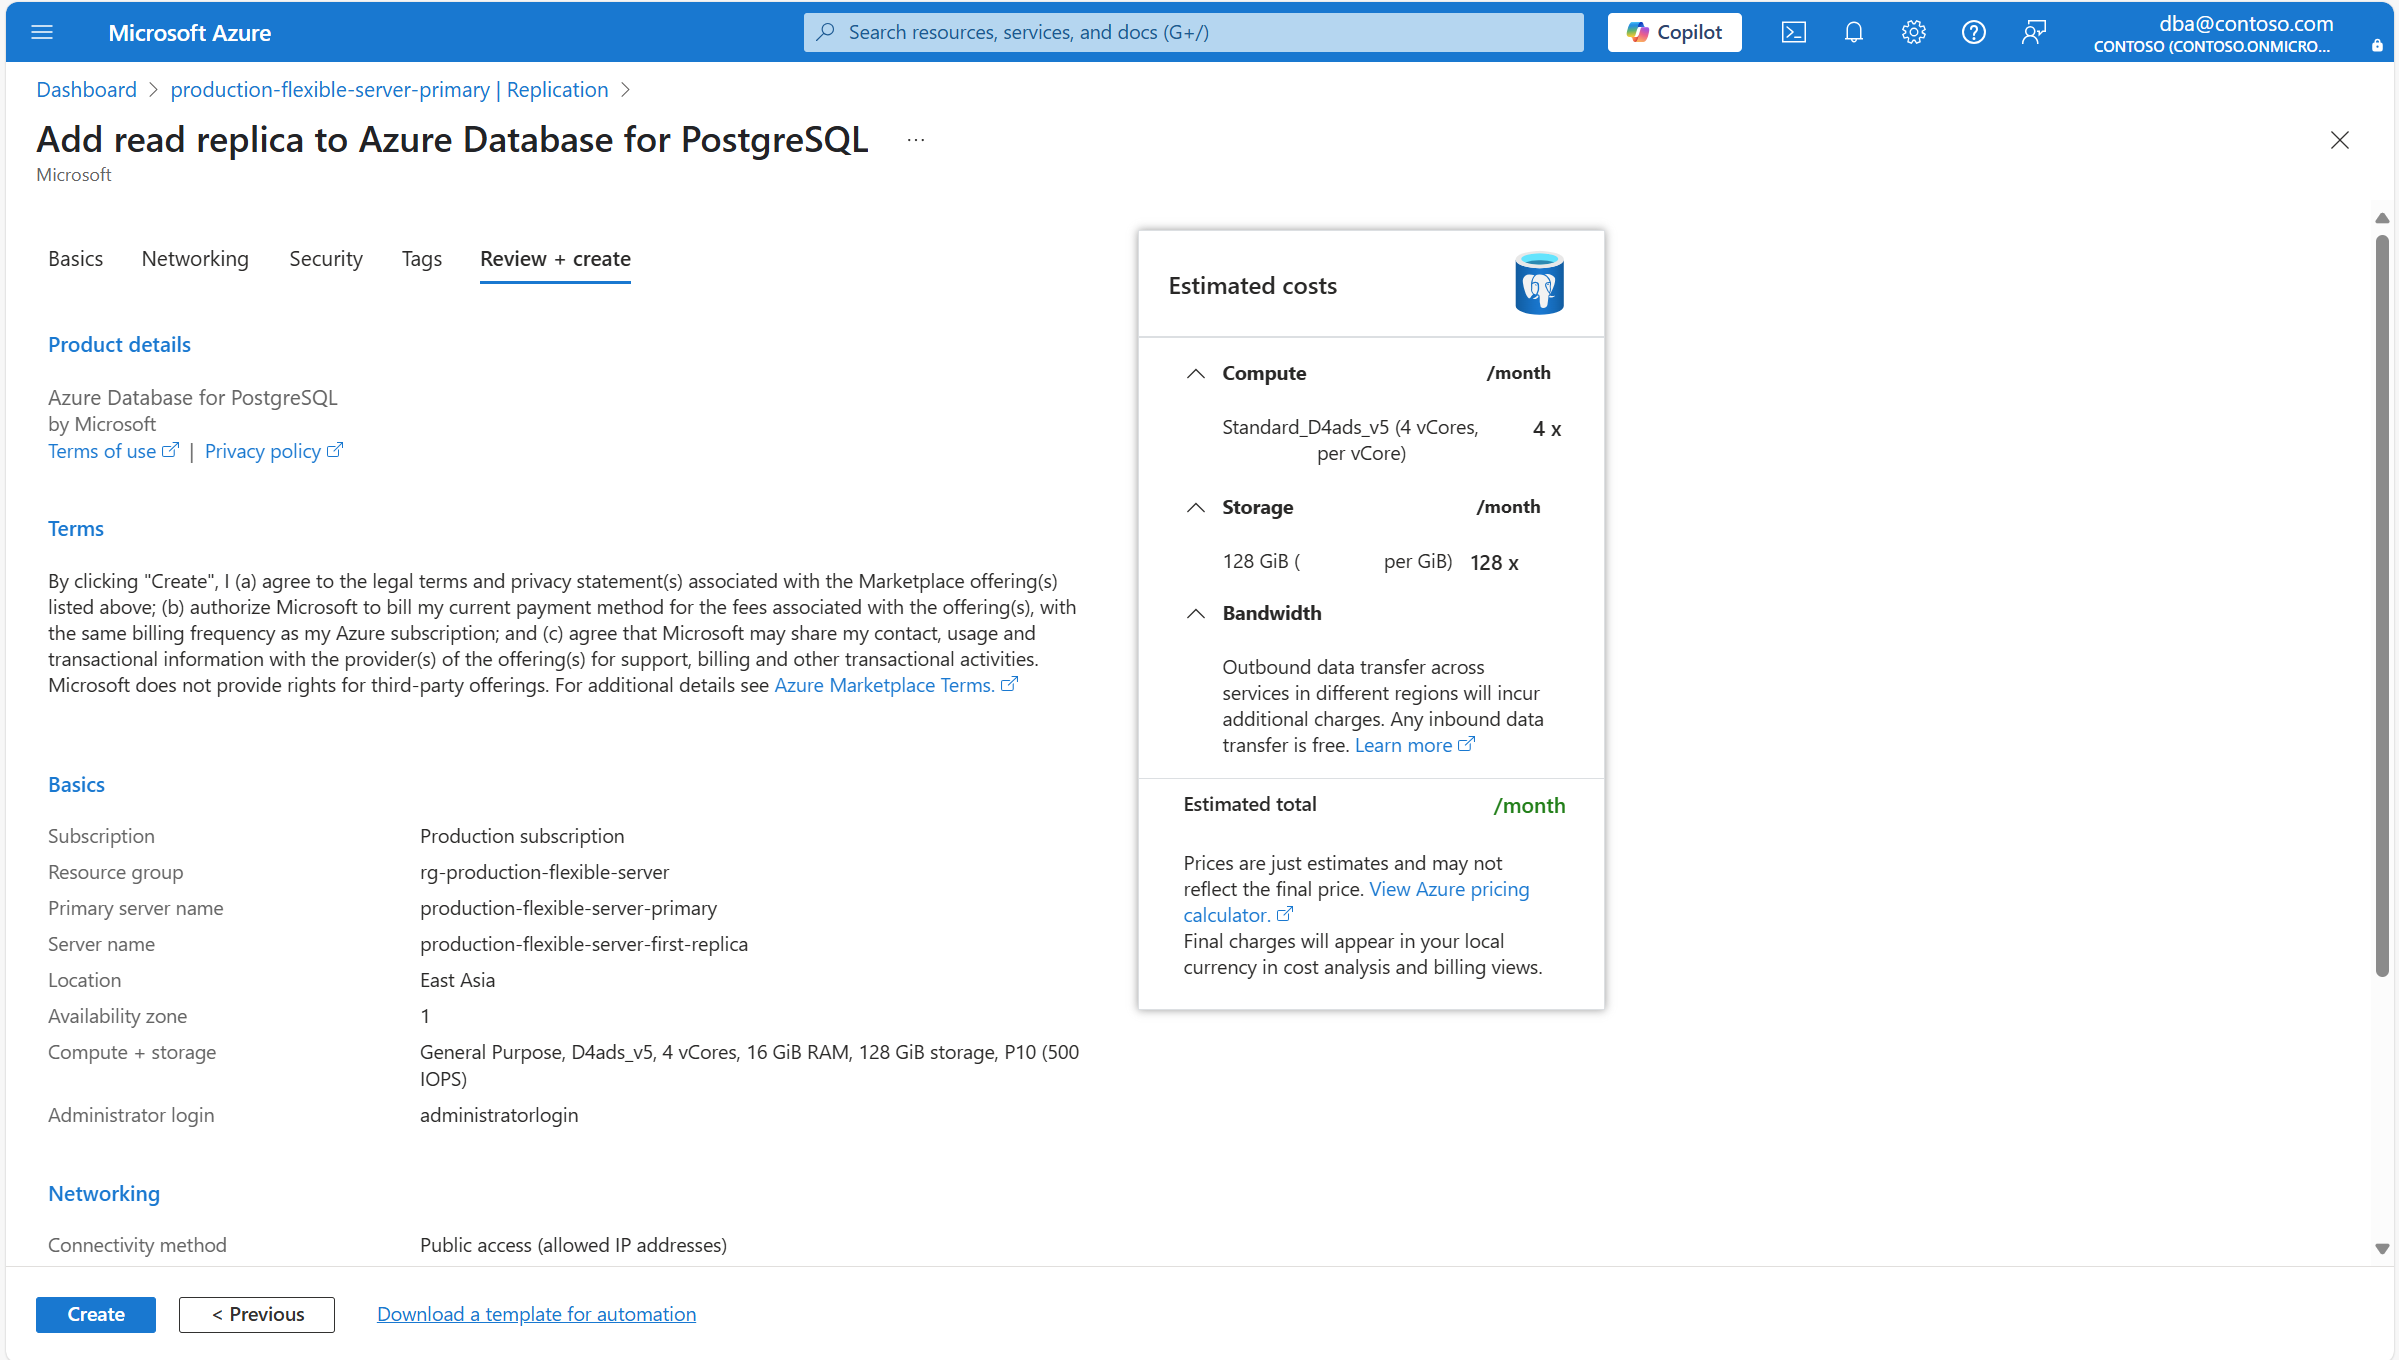 Microsoft Azure
Search resources, services, and docs (G+/)
Copilot
dba@contoso.com
CONTOSO (CONTOSO.ONMICRO...
Dashboard
production-flexible-server-primary | Replication
Add read replica to Azure Database for PostgreSQL
...
Microsoft
Basics
Networking
Security
Tags
Review + create
Product details
Azure Database for PostgreSQL
by Microsoft
Terms of use | Privacy policy
Terms
By clicking "Create", I (a) agree to the legal terms and privacy statement(s) associated with the Marketplace offering(s)
listed above; (b) authorize Microsoft to bill my current payment method for the fees associated with the offering(s), with
the same billing frequency as my Azure subscription; and (c) agree that Microsoft may share my contact, usage and
transactional information with the provider(s) of the offering(s) for support, billing and other transactional activities.
Microsoft does not provide rights for third-party offerings. For additional details see Azure Marketplace Terms.
Basics
Subscription Production subscription
Resource group rg-production-flexible-server
Primary server name production-flexible-server-primary
Server name production-flexible-server-first-replica
Location East Asia
Availability zone 1
Compute + storage General Purpose, D4ads_v5, 4 vCores, 16 GiB RAM, 128 GiB storage, P10 (500
IOPS)
Administrator login administratorlogin
Networking
Connectivity method Public access (allowed IP addresses)
Estimated costs
Compute /month
Standard_D4ads_v5 (4 vCores, 4 x
per vCore)
Storage /month
128 GiB ( per GiB) 128 x
Bandwidth
Outbound data transfer across
services in different regions will incur
additional charges. Any inbound data
transfer is free. Learn more
Estimated total /month
Prices are just estimates and may not
reflect the final price. View Azure pricing
calculator.
Final charges will appear in your local
currency in cost analysis and billing views.
Create
< Previous
Download a template for automation